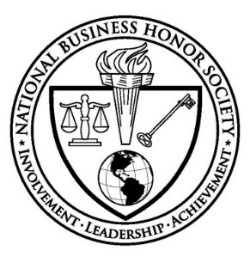 ★ NATIONAL BUSINESS HONOR SOCIETY ★
INVOLVEMENT · LEADERSHIP · ACHIEVEMENT